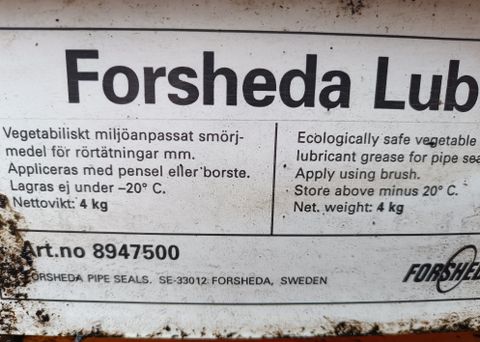 Forsheda Lub
Vegetabiliskt miljöanpassat smörj-
medel för rörtätningar mm.
Appliceras med pensel eller borste.
Lagras ej under –20° C.
Nettovikt: 4 kg
Ecologically safe vegetable
lubricant grease for pipe sea
Apply using brush.
Store above minus 20° C.
Net. weight: 4 kg
Art.no 8947500
FORSHEDA PIPE SEALS. SE-33012 FORSHEDA, SWEDEN
FORSHED